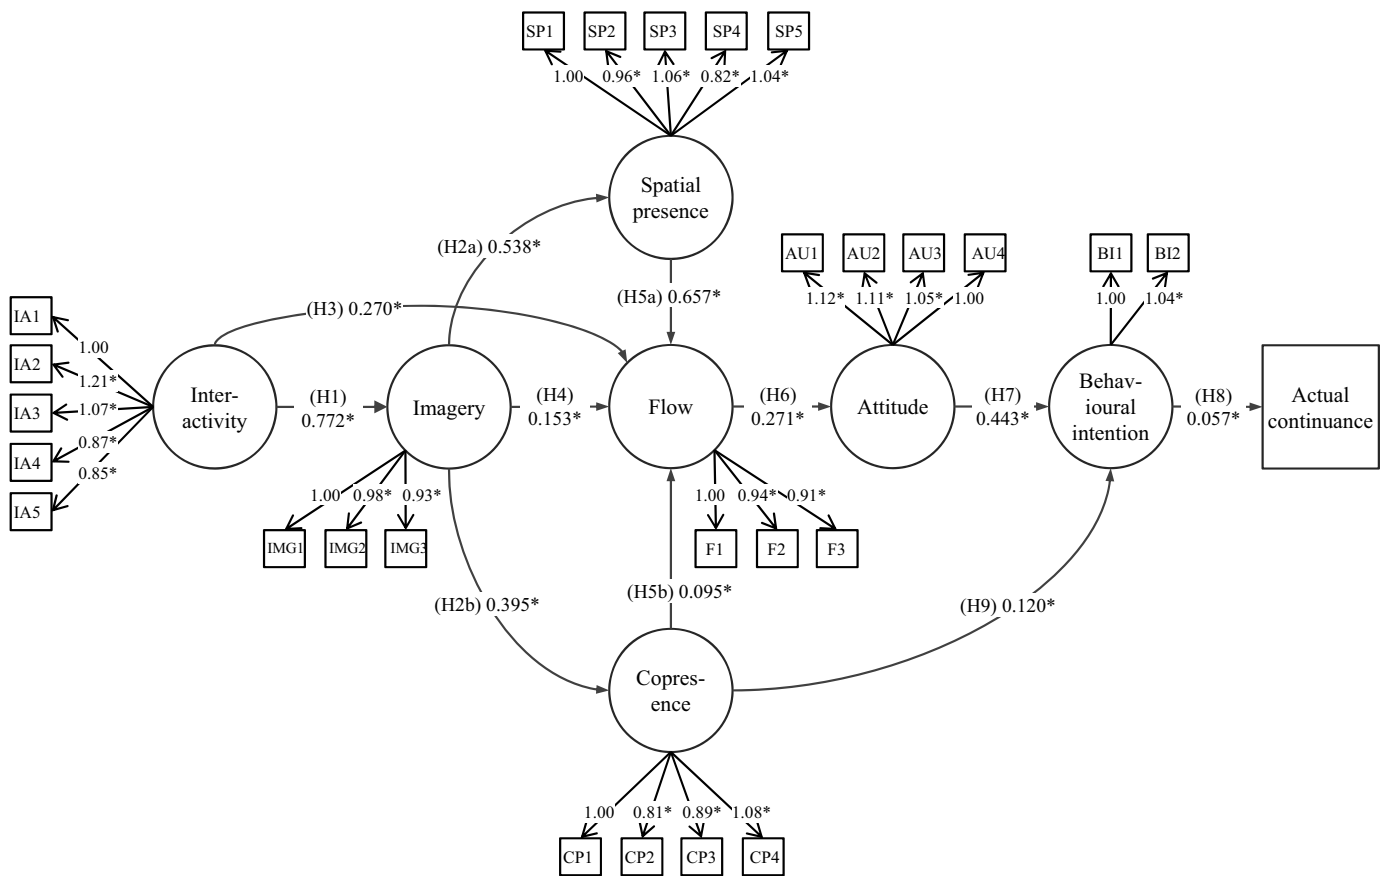 SP1 SP2 SP3 SP4 SP5
1.00 0.96* 1.06* 0.82* 1.04*
Spatial
presence
(H2a) 0.538*
AU1 AU2 AU3 AU4
BI1 BI2
(H5a) 0.657*
1.12* 1.11* 1.05* 1.00
1.00 1.04*
(H3) 0.270*
IA1
IA2
IA3
IA4
IA5
1.00
1.21*
1.07*
0.87*
0.85*
Inter-
activity
(H1)
0.772*
Imagery
(H4)
0.153*
Flow
(H6)
0.271*
Attitude
(H7)
0.443*
Behav-
ioural
intention
(H8)
0.057*
Actual
continuance
1.00 0.98* 0.93*
IMG1 IMG2 IMG3
1.00 0.94* 0.91*
F1 F2 F3
(H2b) 0.395*
(H5b) 0.095*
(H9) 0.120*
Copres-
ence
1.00 0.81* 0.89* 1.08*
CP1 CP2 CP3 CP4